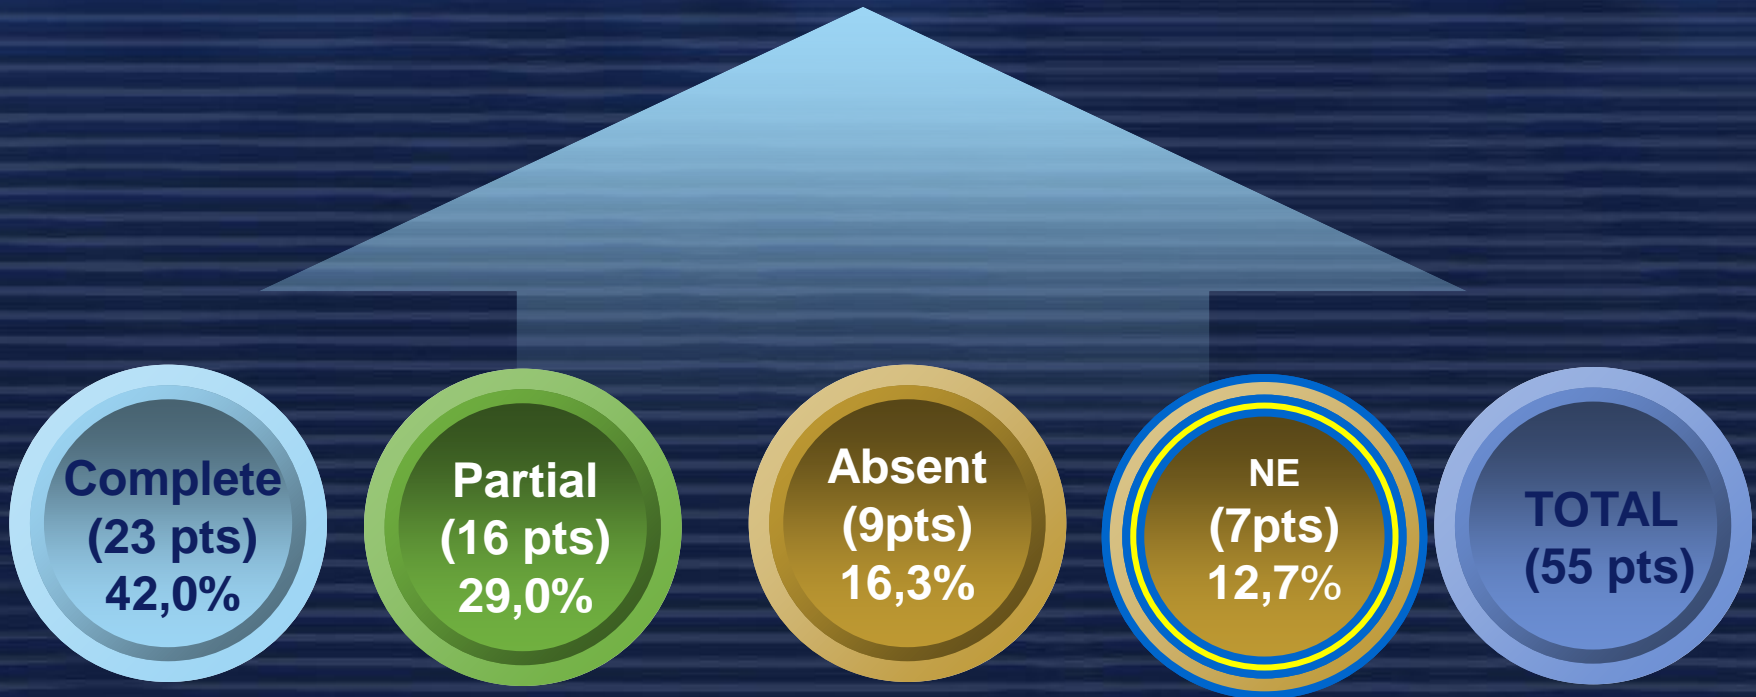 Complete
(23 pts)
42,0%
Partial
(16 pts)
29,0%
Absent
(9pts)
16,3%
NE
(7pts)
12,7%
TOTAL
(55 pts)